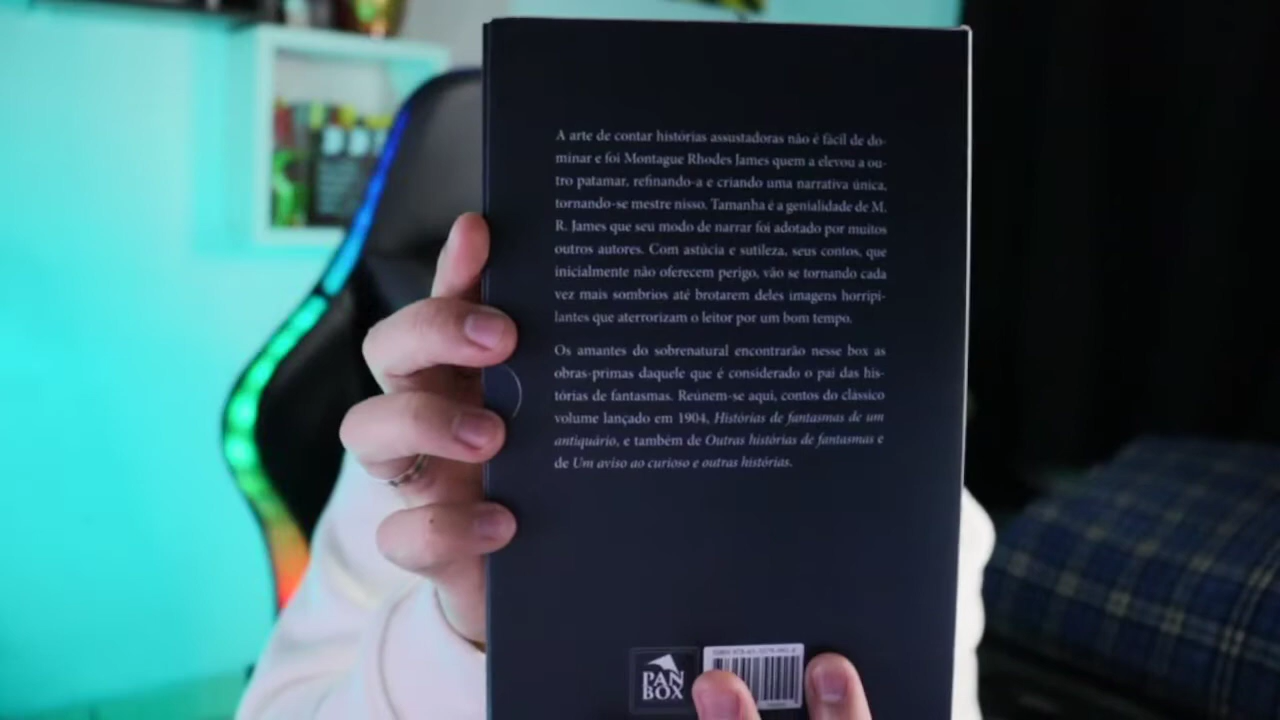 A arte de contar histórias assustadoras não é fácil de do-
minar e foi Montague Rhodes James quem a elevou a ou-
tro patamar, refinando-a e criando uma narrativa única,
tornando-se mestre nisso. Tamanha é a genialidade de M.
R. James que seu modo de narrar foi adotado por muitos
outros autores. Com astúcia e sutileza, seus contos, que
inicialmente não oferecem perigo, vão se tornando cada
vez mais sombrios até brotarem deles imagens horripi-
lantes que aterrorizam o leitor por um bom tempo.
Os amantes do sobrenatural encontrarão nesse box as
obras-primas daquele que é considerado o pai das his-
tórias de fantasmas. Reúnem-se aqui, contos do clássico
volume lançado em 1904, Histórias de fantasmas de um
antiquário, e também de Outras histórias de fantasmas e
de Um aviso ao curioso e outras histórias.
PAN
BOX
ISBN